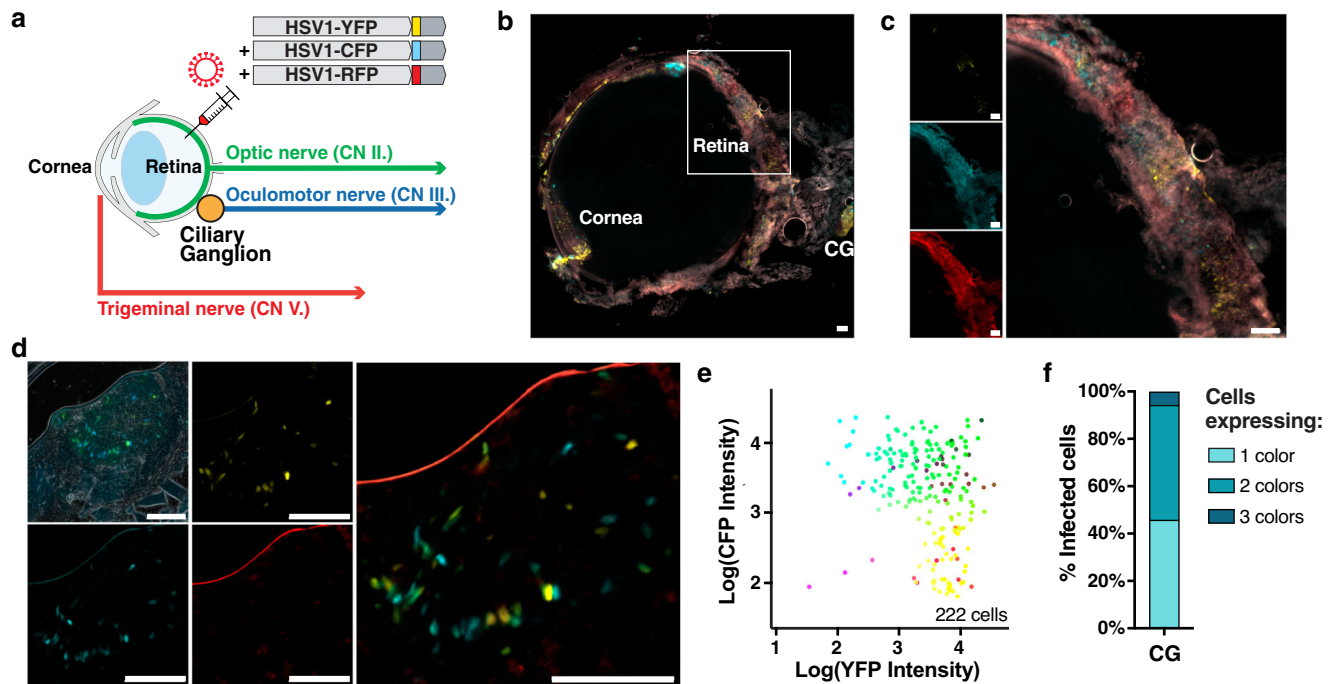 a
HSV1-YFP
+ HSV1-CFP
+ HSV1-RFP
Cornea
Retina
Optic nerve (CN II.)
Oculomotor nerve (CN III.)
Ciliary
Ganglion
Trigeminal nerve (CN V.)
b
Retina
Cornea
CG
c
d
e
Log(CFP Intensity)
4
3
2
222 cells
1 2 3 4
Log(YFP Intensity)
f
% Infected cells
100%
80%
60%
40%
20%
0%
CG
Cells
expressing:
1 color
2 colors
3 colors